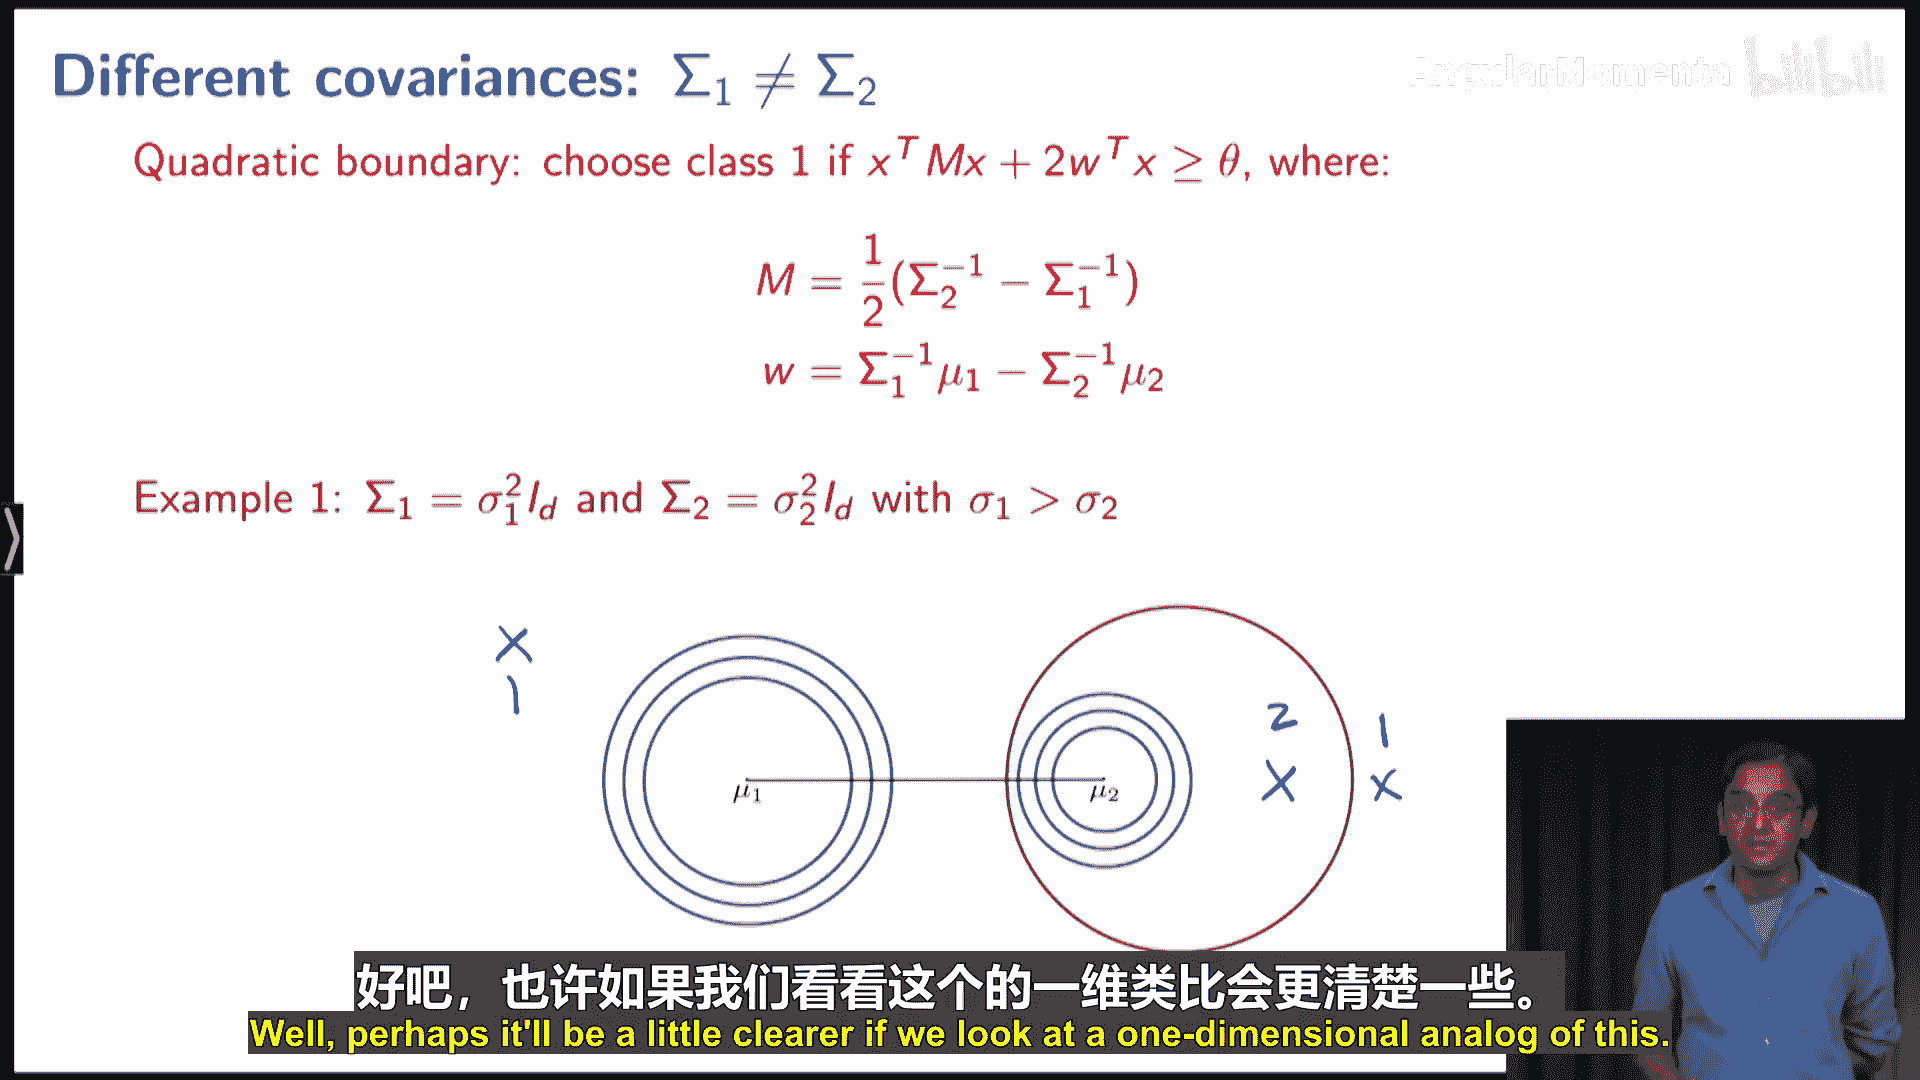 Different covariances: Σ₁ ≠ Σ₂
AngularMomenta bilibili
Quadratic boundary: choose class 1 if xᵀMx + 2wᵀx ≥ θ, where:
M = 1/2 (Σ₂⁻¹ − Σ₁⁻¹)
w = Σ₁⁻¹μ₁ − Σ₂⁻¹μ₂
Example 1: Σ₁ = σ₁²I_d and Σ₂ = σ₂²I_d with σ₁ > σ₂
x
1
2
x
1
x
μ₁
μ₂
好吧，也许如果我们看看这个的一维类比会更清楚一些。
Well, perhaps it'll be a little clearer if we look at a one-dimensional analog of this.